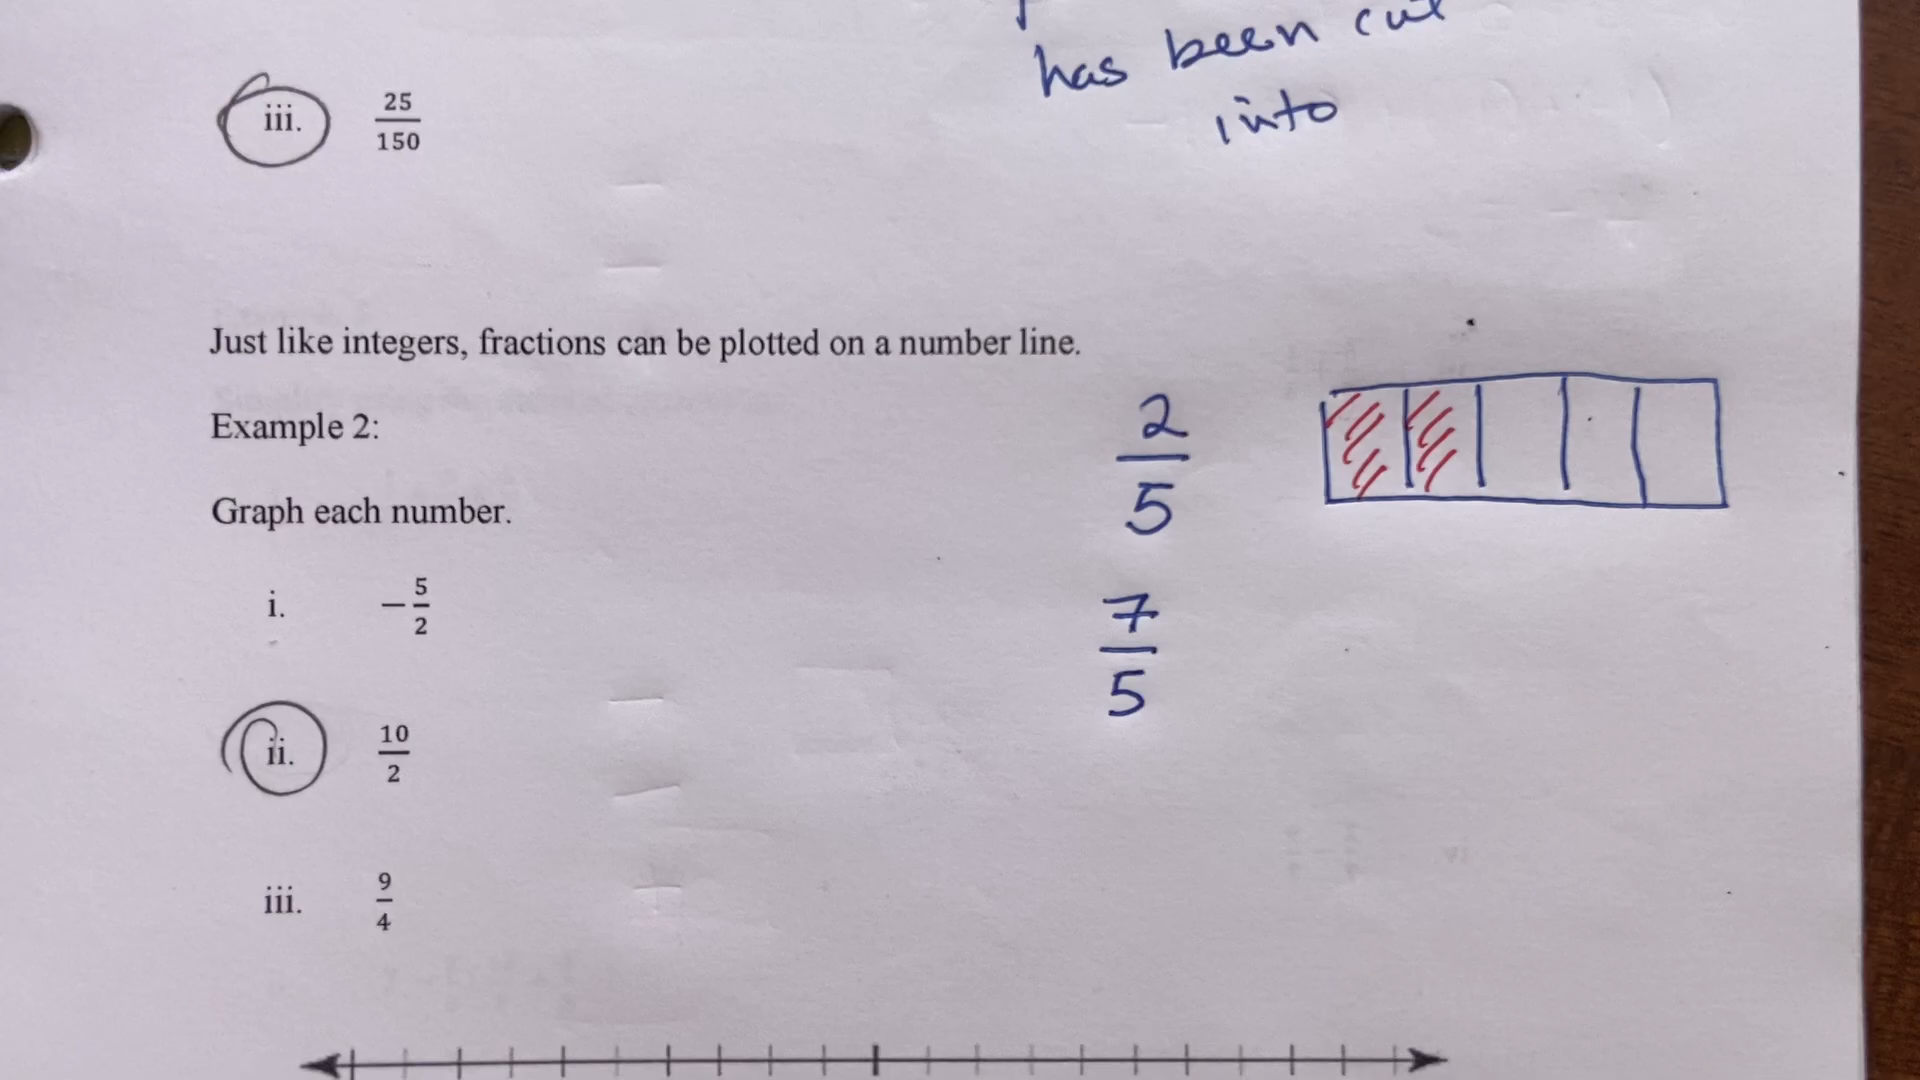 has been cut
into
iii. 25/150
Just like integers, fractions can be plotted on a number line.
Example 2:
2/5
Graph each number.
i. -5/2
7/5
ii. 10/2
iii. 9/4